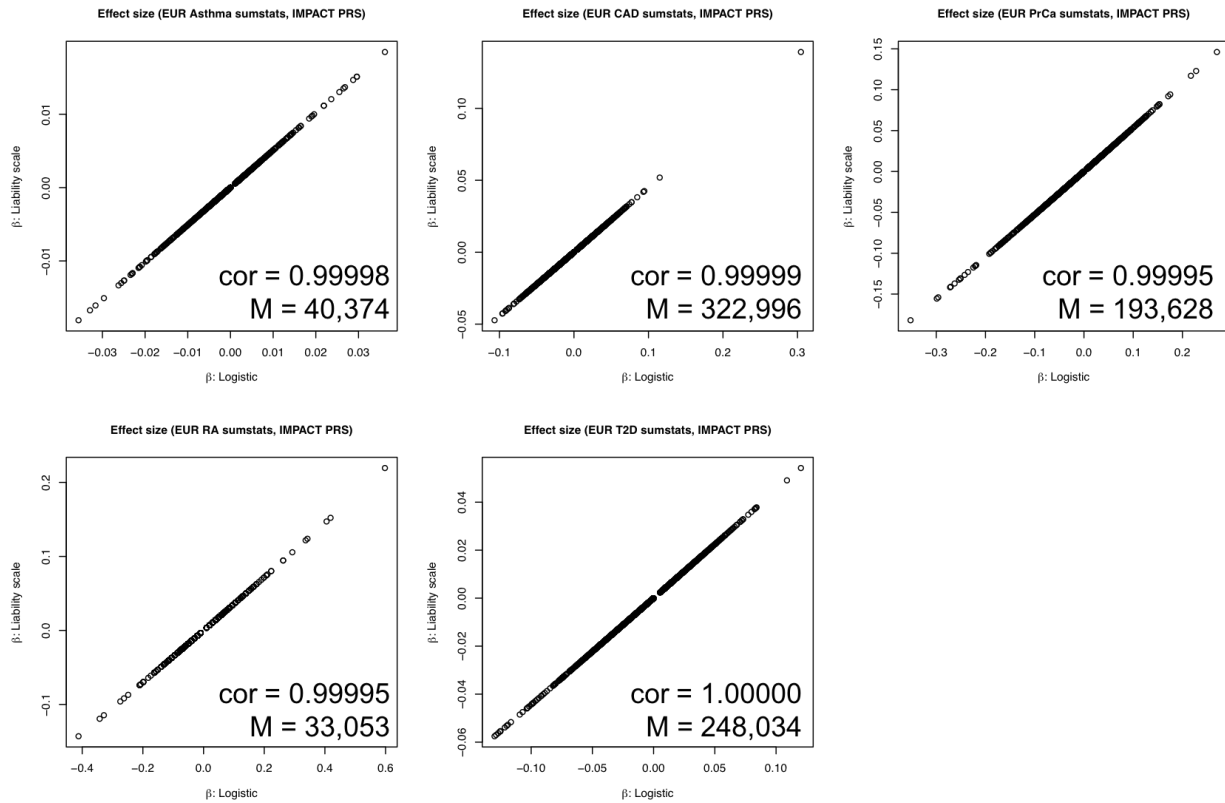 Effect size (EUR Asthma sumstats, IMPACT PRS)
β: Liability scale
0.01
0.00
−0.01
cor = 0.99998
M = 40,374
−0.03 −0.02 −0.01 0.00 0.01 0.02 0.03
β: Logistic
Effect size (EUR CAD sumstats, IMPACT PRS)
β: Liability scale
0.10
0.05
0.00
−0.05
cor = 0.99999
M = 322,996
−0.1 0.0 0.1 0.2 0.3
β: Logistic
Effect size (EUR PrCa sumstats, IMPACT PRS)
β: Liability scale
0.15
0.10
0.05
0.00
−0.05
−0.10
−0.15
cor = 0.99995
M = 193,628
−0.3 −0.2 −0.1 0.0 0.1 0.2
β: Logistic
Effect size (EUR RA sumstats, IMPACT PRS)
β: Liability scale
0.2
0.1
0.0
−0.1
cor = 0.99995
M = 33,053
−0.4 −0.2 0.0 0.2 0.4 0.6
β: Logistic
Effect size (EUR T2D sumstats, IMPACT PRS)
β: Liability scale
0.04
0.02
0.00
−0.02
−0.04
−0.06
cor = 1.00000
M = 248,034
−0.10 −0.05 0.00 0.05 0.10
β: Logistic